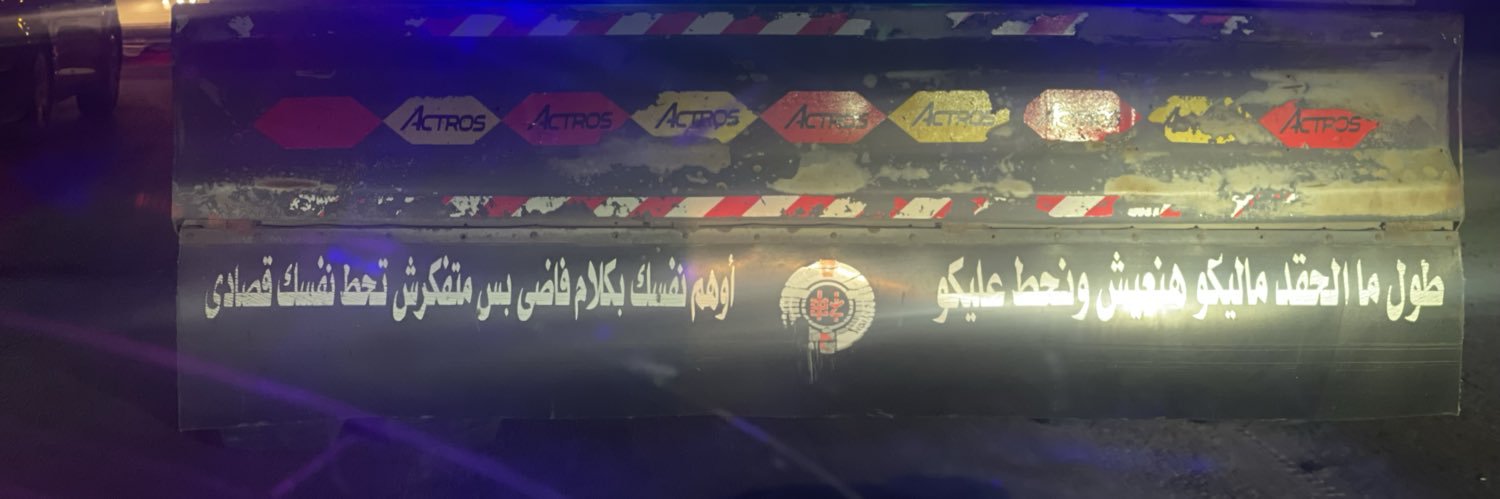 ACTROS ACTROS ACTROS ACTROS ACTROS ACTROS ACTROS
طول ما الحقد ماليكو هنعيش ونحط عليكو
أوهم نفسك بكلام فاضى بس متفكرش تحط نفسك قصادى